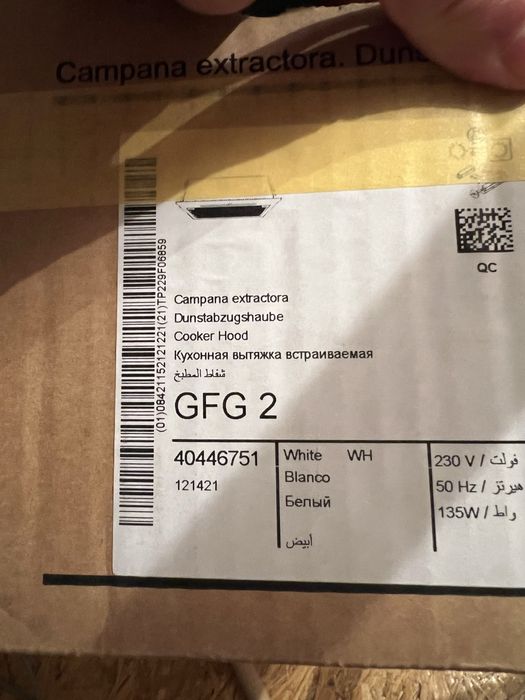 Campana extractora.
QC
(01)08421152121221(21)TP229F06859
Campana extractora
Dunstabzugshaube
Cooker Hood
Кухонная вытяжка встраиваемая
شفاط المطبخ
GFG 2
40446751
121421
White WH
Blanco
Белый
أبيض
230 V / فولت
50 Hz / هيرتز
135W / واط